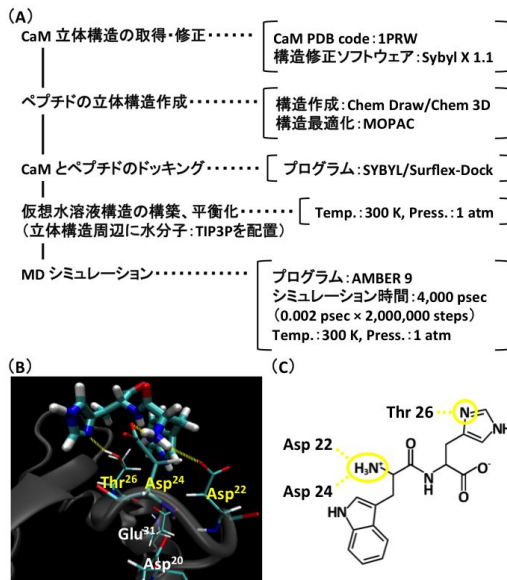 (A)
CaM 立体構造の取得・修正
CaM PDB code：1PRW
構造修正ソフトウェア：Sybyl X 1.1
ペプチドの立体構造作成
構造作成：Chem Draw/Chem 3D
構造最適化：MOPAC
CaM とペプチドのドッキング
プログラム：SYBYL/Surflex-Dock
仮想水溶液構造の構築、平衡化
（立体構造周辺に水分子：TIP3Pを配置）
Temp.：300 K, Press.：1 atm
MD シミュレーション
プログラム：AMBER 9
シミュレーション時間：4,000 psec
（0.002 psec × 2,000,000 steps）
Temp.：300 K, Press.：1 atm
(B)
Thr26
Asp24
Asp22
Glu31
Asp20
(C)
Thr 26
N
NH
Asp 22
Asp 24
H3N+
O
N
H
O
O-
N
H